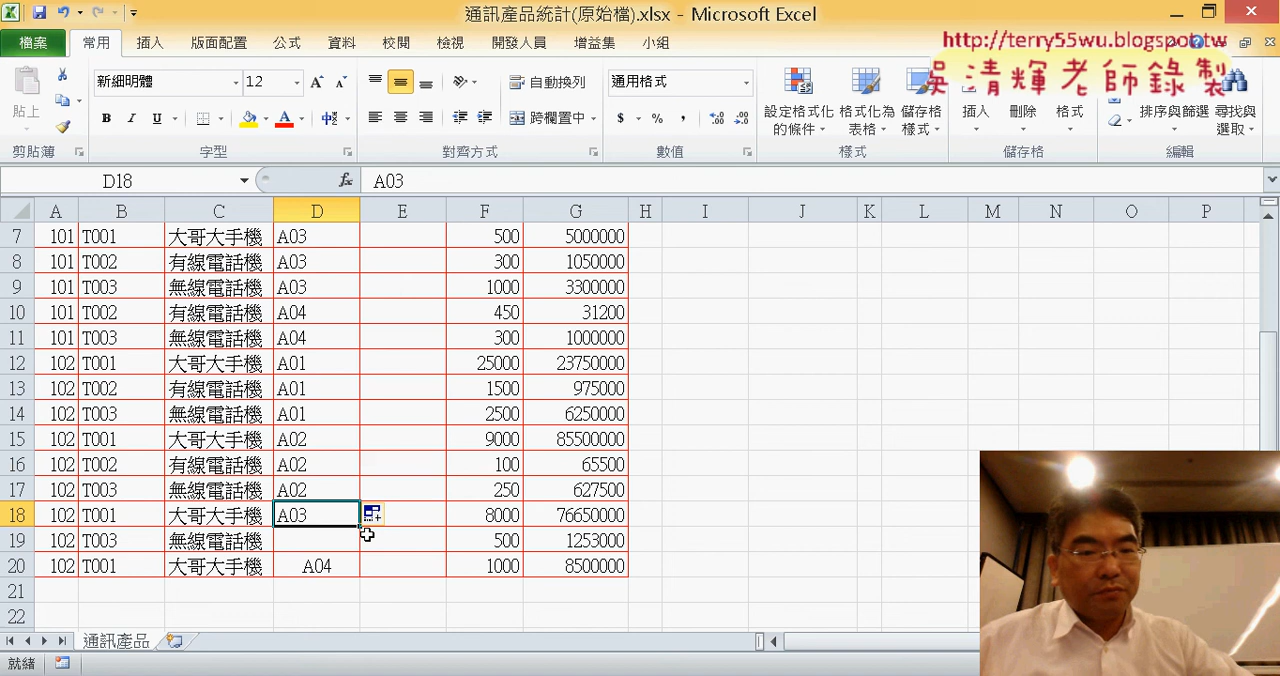 通訊產品統計(原始檔).xlsx - Microsoft Excel
檔案 常用 插入 版面配置 公式 資料 校閱 檢視 開發人員 增益集 小組
http://terry55wu.blogspot.tw
吳清輝老師錄製
新細明體 12 自動換列 通用格式
貼上 B I U A 中ㄓ 跨欄置中 $ % , 設定格式化的條件 格式化為表格 儲存格樣式 插入 刪除 格式 排序與篩選 尋找與選取
剪貼簿 字型 對齊方式 數值 樣式 儲存格 編輯
D18 fx A03
A B C D E F G H I J K L M N O P
7 101 T001 大哥大手機 A03 500 5000000
8 101 T002 有線電話機 A03 300 1050000
9 101 T003 無線電話機 A03 1000 3300000
10 101 T002 有線電話機 A04 450 31200
11 101 T003 無線電話機 A04 300 1000000
12 102 T001 大哥大手機 A01 25000 23750000
13 102 T002 有線電話機 A01 1500 975000
14 102 T003 無線電話機 A01 2500 6250000
15 102 T001 大哥大手機 A02 9000 85500000
16 102 T002 有線電話機 A02 100 65500
17 102 T003 無線電話機 A02 250 627500
18 102 T001 大哥大手機 A03 8000 76650000
19 102 T003 無線電話機 500 1253000
20 102 T001 大哥大手機 A04 1000 8500000
21
22
通訊產品
就緒